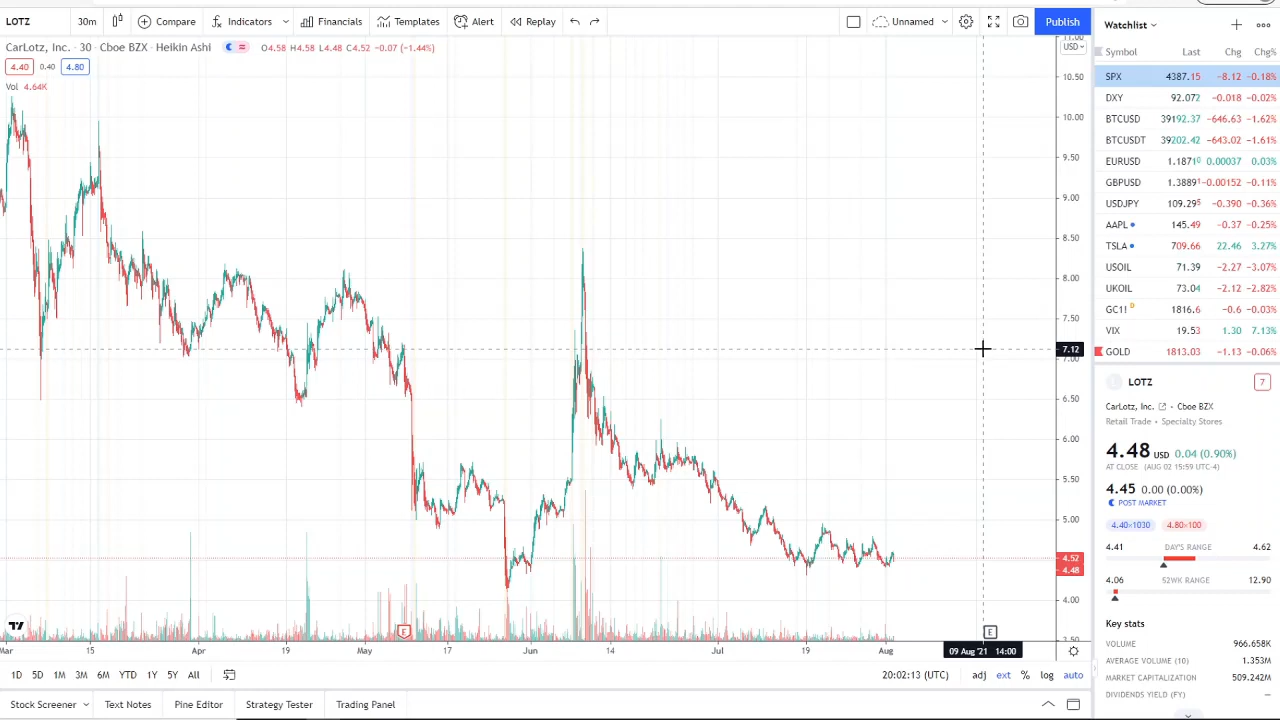 LOTZ 30m Compare Indicators Financials Templates Alert Replay Unnamed Publish
CarLotz, Inc. · 30 · Cboe BZX · Heikin Ashi O4.58 H4.58 L4.48 C4.52 −0.07 (−1.44%)
4.40 0.40 4.80
Vol 4.64K
11.00
USD
10.50
10.00
9.50
9.00
8.50
8.00
7.50
7.12
7.00
6.50
6.00
5.50
5.00
4.52
4.48
4.00
3.50
E E
Mar 15 Apr 19 May 17 Jun 14 Jul 19 Aug 09 Aug '21 14:00
1D 5D 1M 3M 6M YTD 1Y 5Y All 20:02:13 (UTC) adj ext % log auto
Stock Screener Text Notes Pine Editor Strategy Tester Trading Panel
Watchlist
Symbol Last Chg Chg%
SPX 4387.15 −8.12 −0.18%
DXY 92.072 −0.018 −0.02%
BTCUSD 39192.37 −646.63 −1.62%
BTCUSDT 39202.42 −643.02 −1.61%
EURUSD 1.18710 0.00037 0.03%
GBPUSD 1.38891 −0.00152 −0.11%
USDJPY 109.295 −0.390 −0.36%
AAPL 145.49 −0.37 −0.25%
TSLA 709.66 22.46 3.27%
USOIL 71.39 −2.27 −3.07%
UKOIL 73.04 −2.12 −2.82%
GC1! D 1816.6 −0.6 −0.03%
VIX 19.53 1.30 7.13%
GOLD 1813.03 −1.13 −0.06%
L LOTZ 7
CarLotz, Inc. · Cboe BZX
Retail Trade · Specialty Stores
4.48 USD 0.04 (0.90%)
AT CLOSE (AUG 02 15:59 UTC-4)
4.45 0.00 (0.00%)
POST MARKET
4.40×1030 4.80×100
4.41 DAY'S RANGE 4.62
4.06 52WK RANGE 12.90
Key stats
VOLUME 966.658K
AVERAGE VOLUME (10) 1.353M
MARKET CAPITALIZATION 509.242M
DIVIDENDS YIELD (FY) —